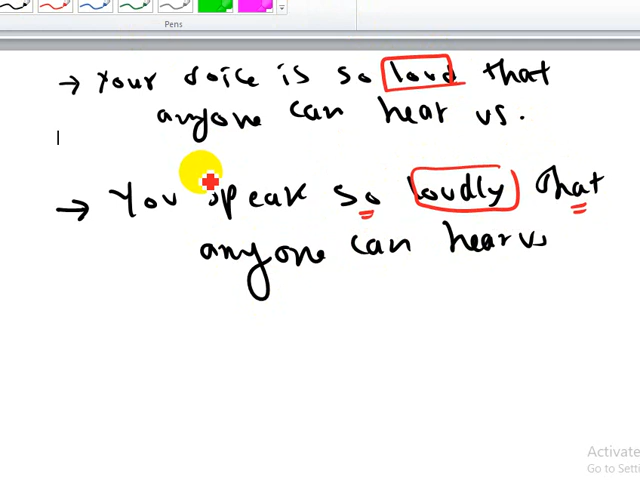 Pens
→ Your voice is so loud that
anyone can hear us.
→ You speak so loudly that
anyone can hear us
Activate
Go to Setti